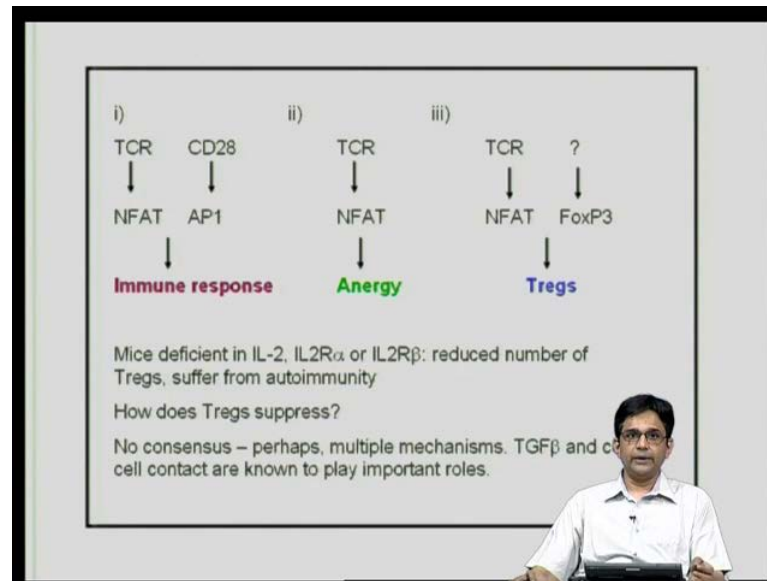 i) ii) iii)
TCR CD28 TCR TCR ?
NFAT AP1 NFAT NFAT FoxP3
Immune response Anergy Tregs
Mice deficient in IL-2, IL2Rα or IL2Rβ: reduced number of
Tregs, suffer from autoimmunity
How does Tregs suppress?
No consensus – perhaps, multiple mechanisms. TGFβ and
cell contact are known to play important roles.